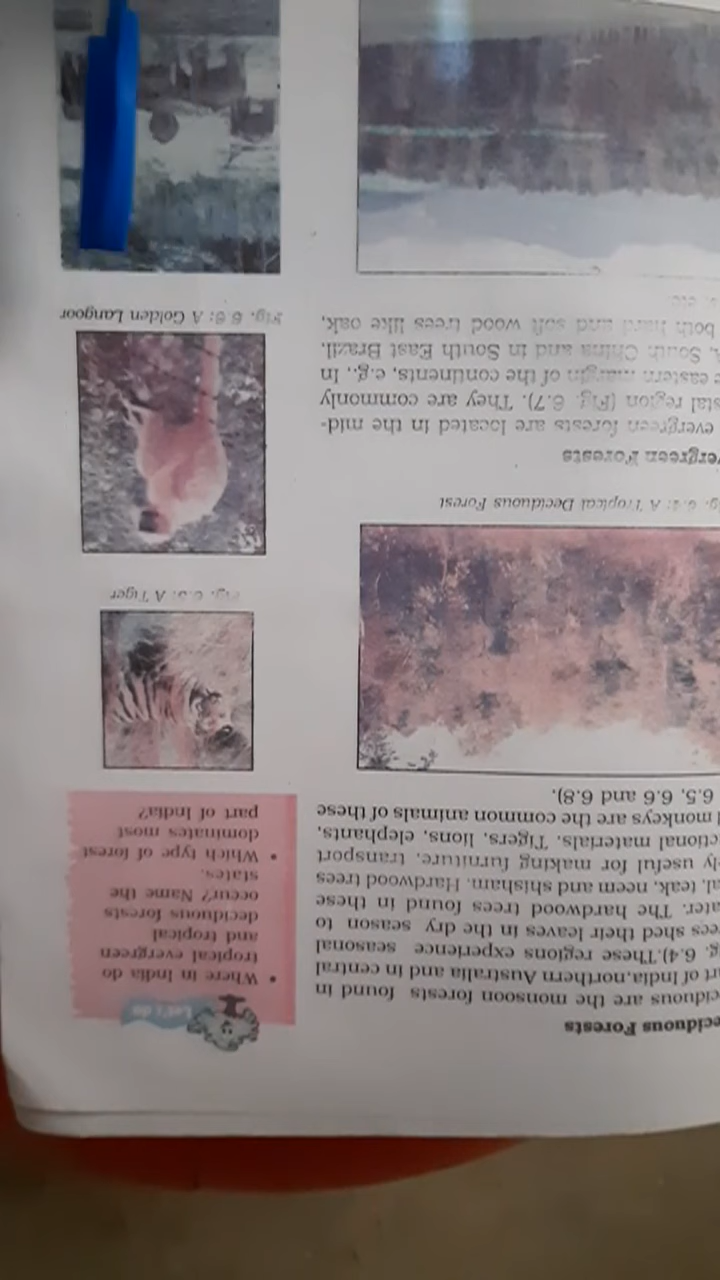 eciduous Forests
ciduous are the monsoon forests found in
art of India, northern Australia and in central
g. 6.4).These regions experience seasonal
rees shed their leaves in the dry season to
ater. The hardwood trees found in these
al, teak, neem and shisham. Hardwood trees
ly useful for making furniture, transport
ctional materials. Tigers, lions, elephants,
d monkeys are the common animals of these
6.5, 6.6 and 6.8).
Let's do
• Where in India do
tropical evergreen
and tropical
deciduous forests
occur? Name the
states.
• Which type of forest
dominates most
part of India?
Fig. 6.5: A Tiger
ig. 6.4: A Tropical Deciduous Forest
vergreen Forests
evergreen forests are located in the mid-
stal region (Fig. 6.7). They are commonly
e eastern margin of the continents, e.g., In
, South China and in South East Brazil.
both hard and soft wood trees like oak,
s, etc.
Fig. 6.6: A Golden Langoor